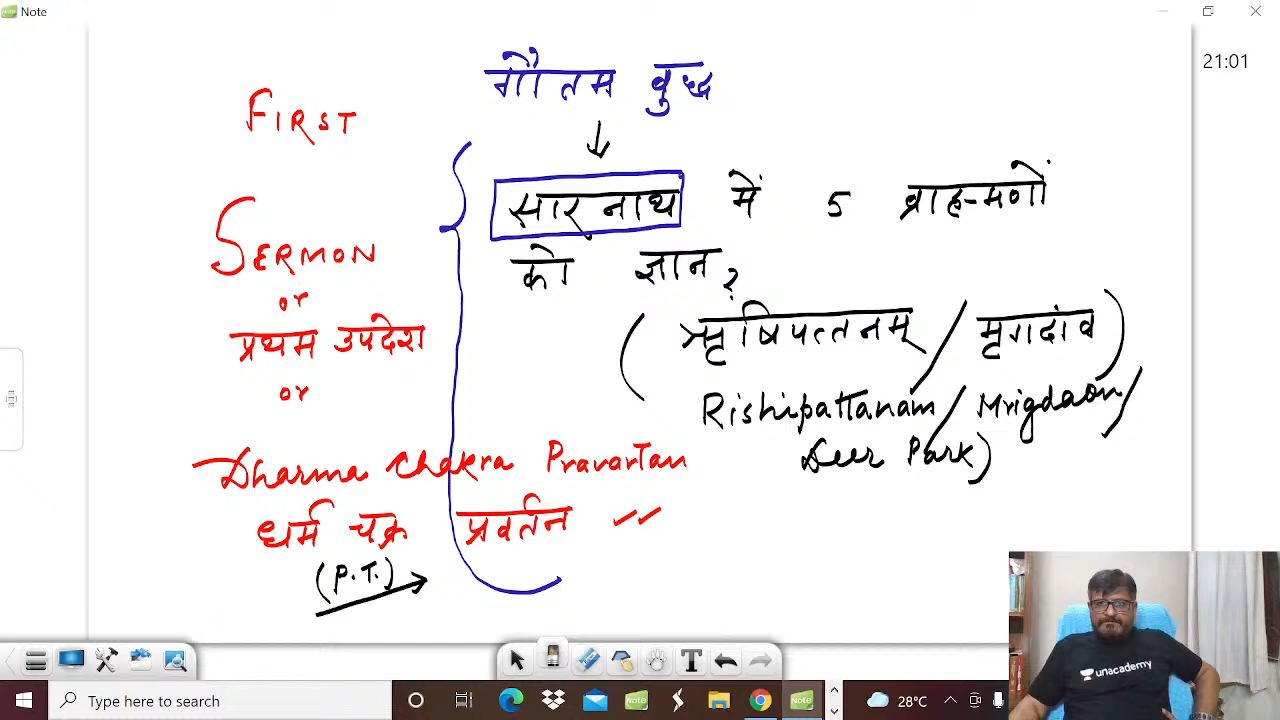 Note
21:01
गौतम बुद्ध
FIRST
सारनाथ में 5 ब्राह-मणों
को ज्ञान,
SERMON
or
प्रथम उपदेश
or
(ऋषिपत्तनम् / मृगदांव)
Rishipattanam / Mrigdaon /
Deer Park)
Dharma Chakra Pravartan
धर्म चक्र प्रवर्तन
(P.T.)
unacademy
Type here to search
28°C